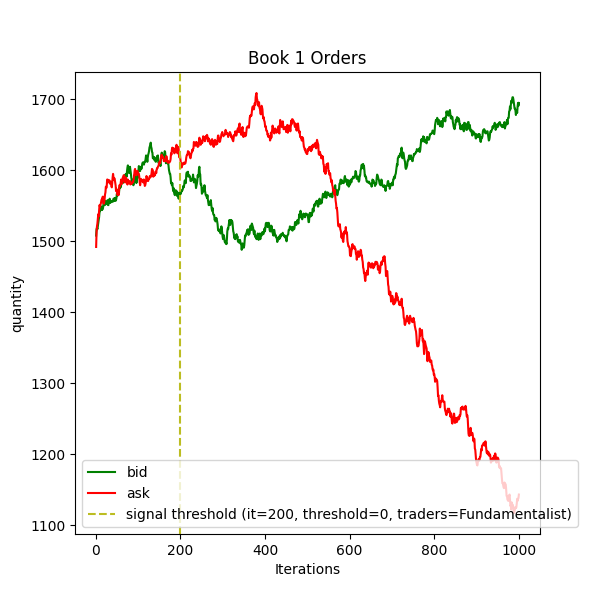 Book 1 Orders
quantity
1700
1600
1500
1400
1300
1200
1100
bid
ask
signal threshold (it=200, threshold=0, traders=Fundamentalist)
0 200 400 600 800 1000
Iterations